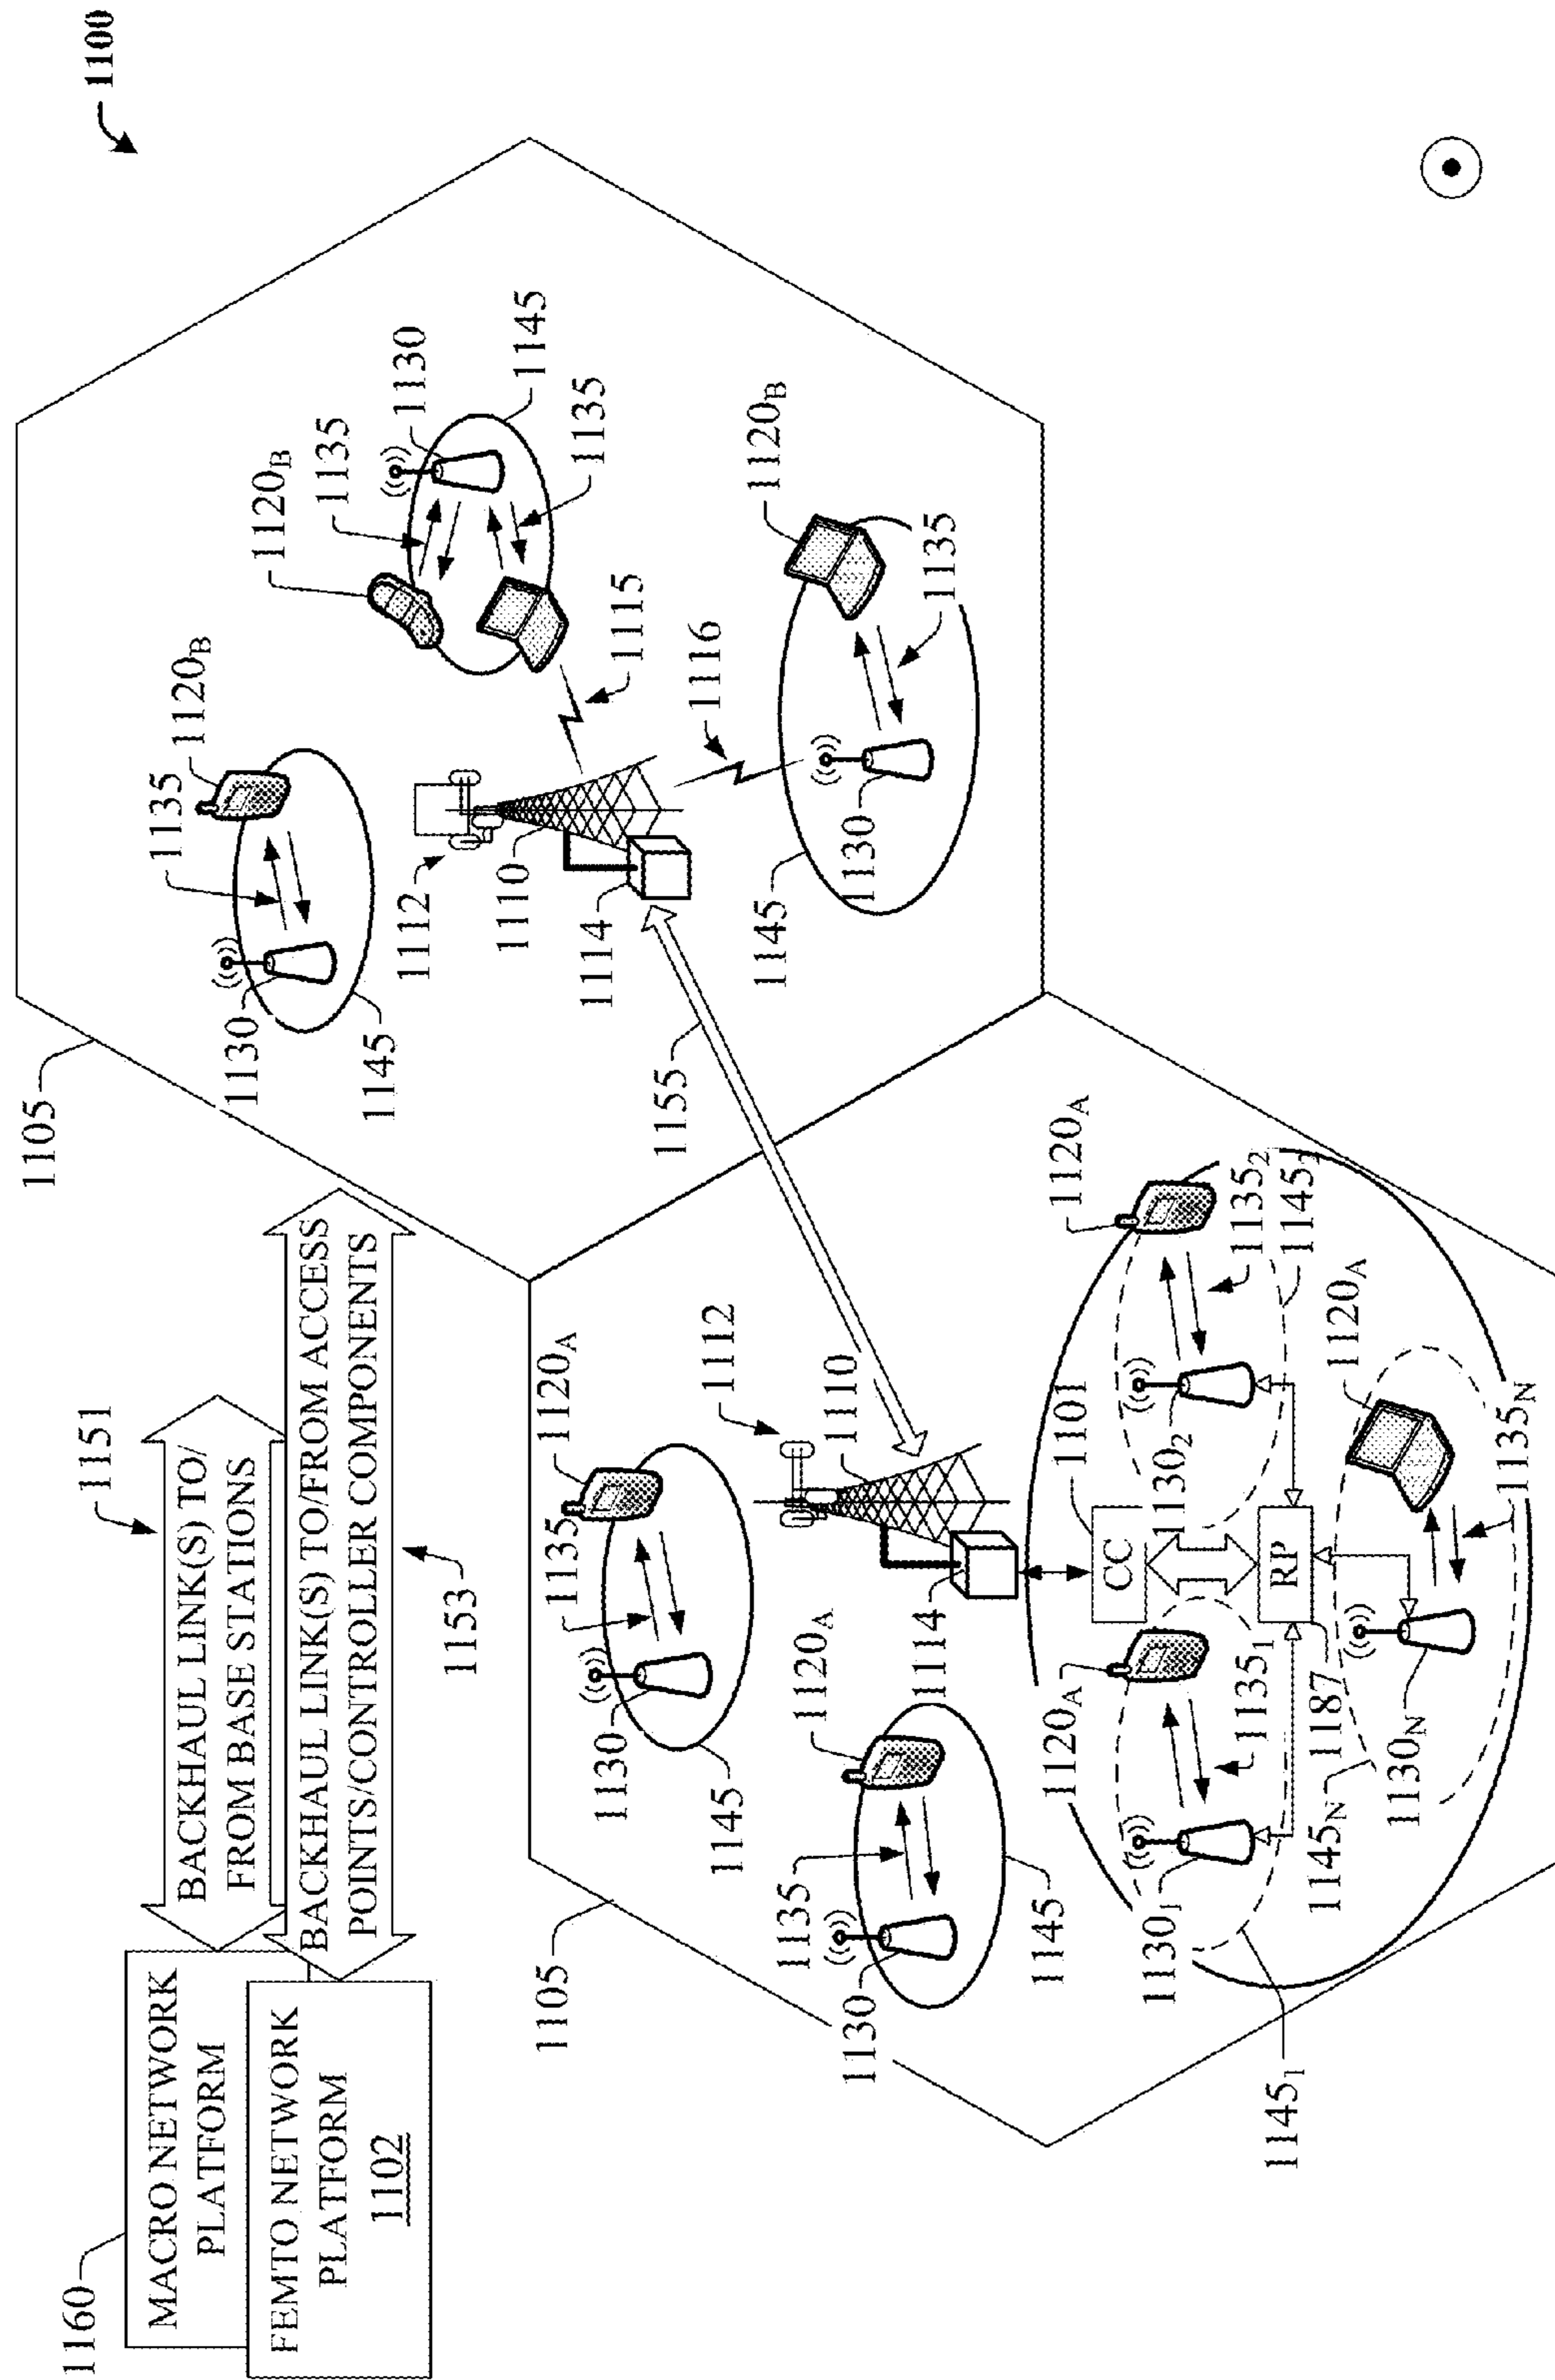 1100
1160
MACRO NETWORK
PLATFORM
FEMTO NETWORK
PLATFORM
1102
1151
BACKHAUL LINK(S) TO/
FROM BASE STATIONS
BACKHAUL LINK(S) TO/FROM ACCESS
POINTS/CONTROLLER COMPONENTS
1153
1105
1130
1145
1135
1120B
1112
1110
1114
1155
1120B
1135
1130
1145
1135
1115
1116
1120B
1135
1145
1130
1105
1130
1145
1135
1120A
1112
1110
1114
1130
1135
1120A
1145
1101
CC
RP
1187
1120A
11351
11301
11451
1120A
11352
11452
11302
1120A
1135N
1130N
1145N